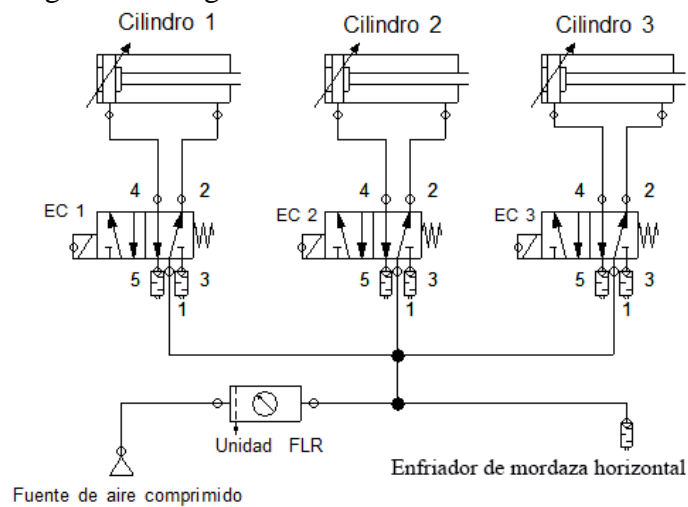 Cilindro 1
Cilindro 2
Cilindro 3
4 2
4 2
4 2
EC 1
EC 2
EC 3
5 3
5 3
5 3
1
1
1
Unidad FLR
Enfriador de mordaza horizontal
Fuente de aire comprimido